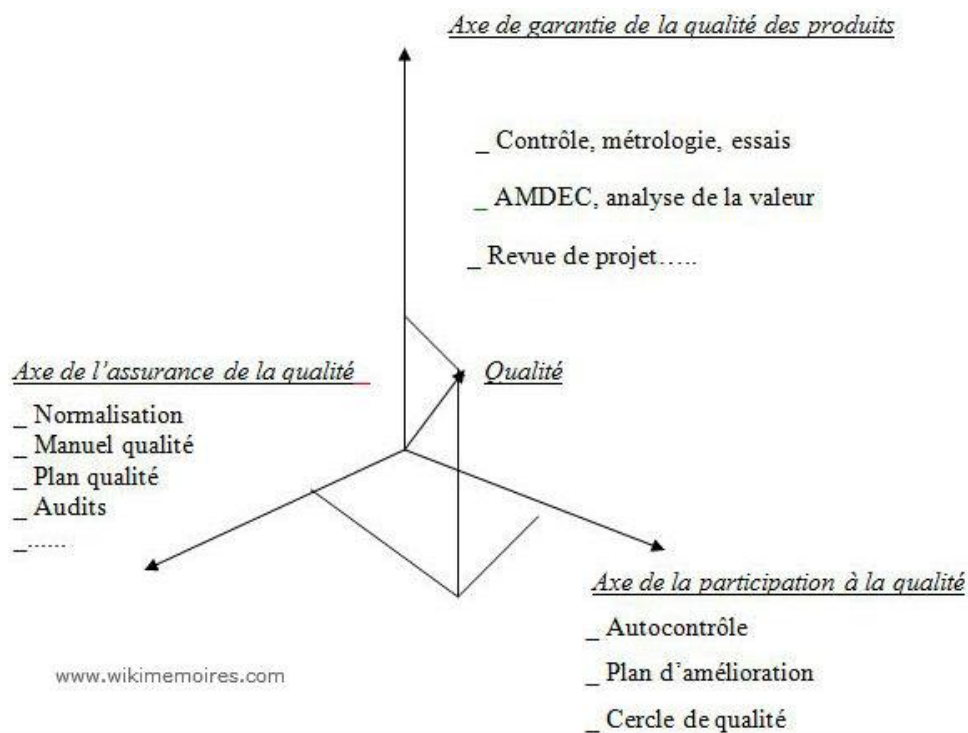 Axe de garantie de la qualité des produits
_ Contrôle, métrologie, essais
_ AMDEC, analyse de la valeur
_ Revue de projet…..
Axe de l'assurance de la qualité_
Qualité
_ Normalisation
_ Manuel qualité
_ Plan qualité
_ Audits
_......
Axe de la participation à la qualité
_ Autocontrôle
_ Plan d'amélioration
_ Cercle de qualité
www.wikimemoires.com